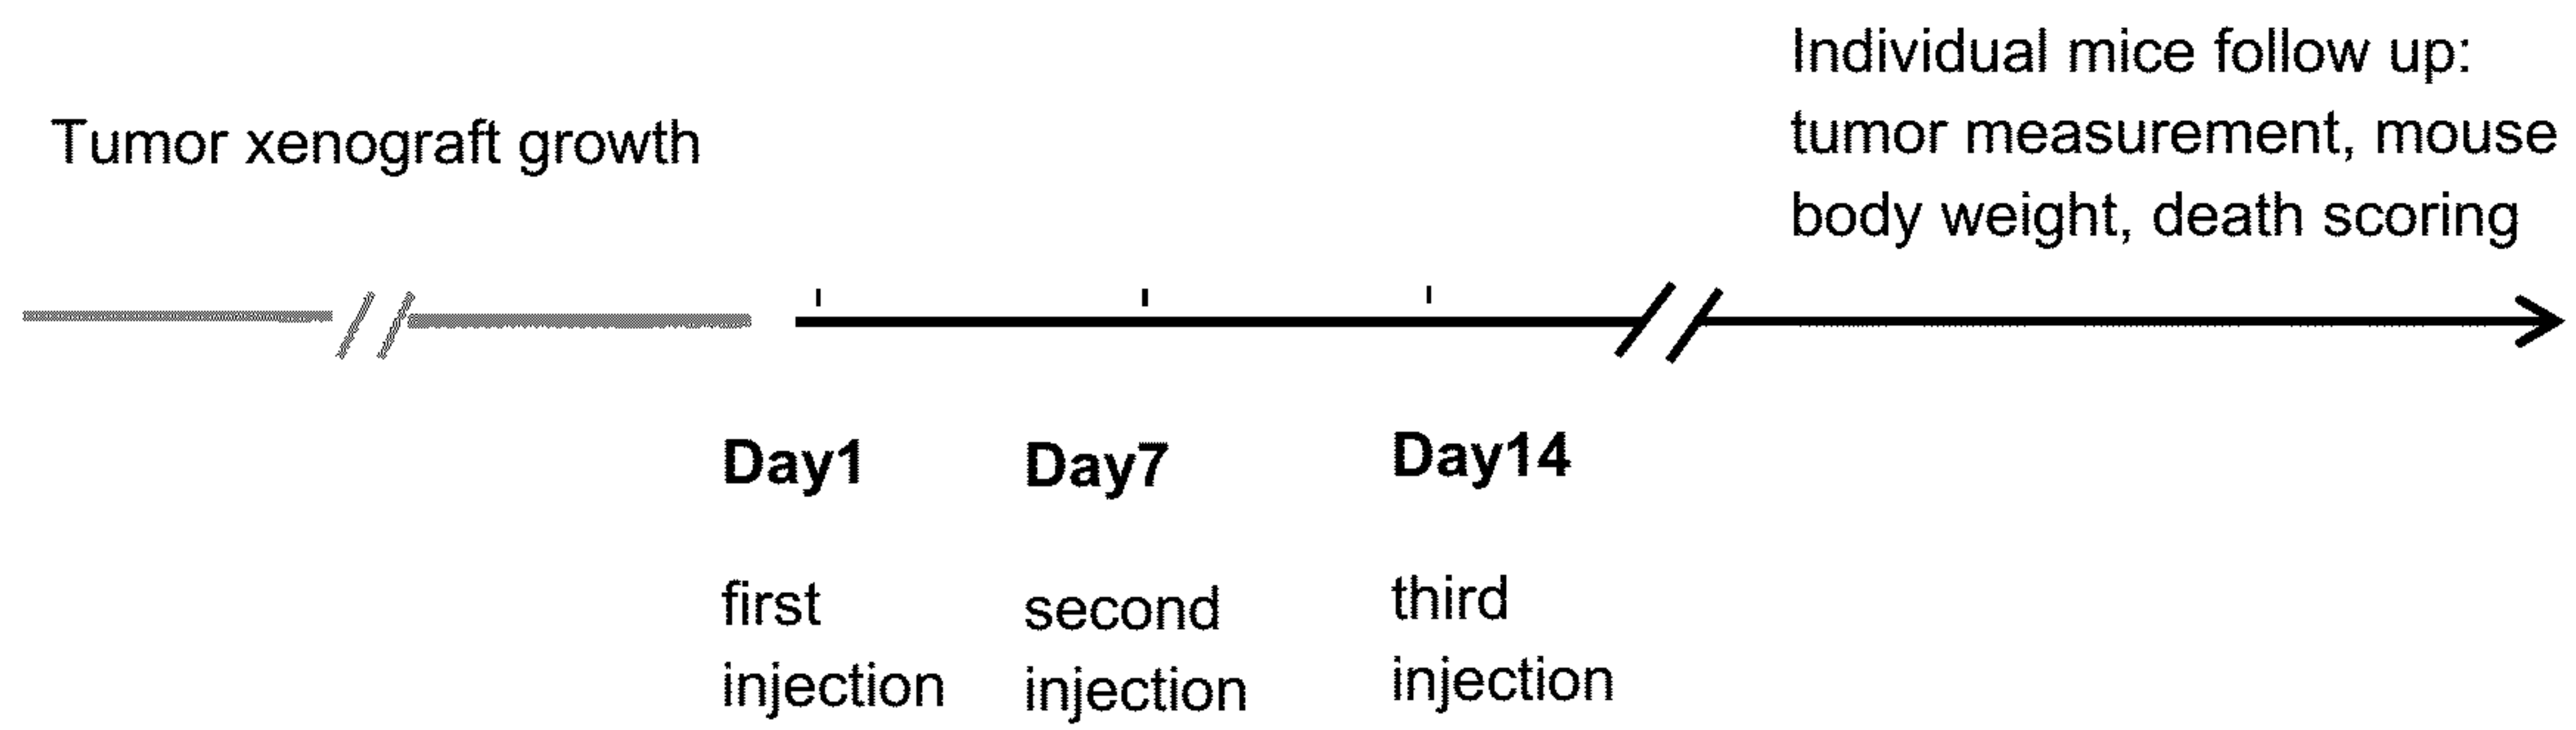 Tumor xenograft growth
Individual mice follow up:
tumor measurement, mouse
body weight, death scoring
Day1
Day7
Day14
first
injection
second
injection
third
injection